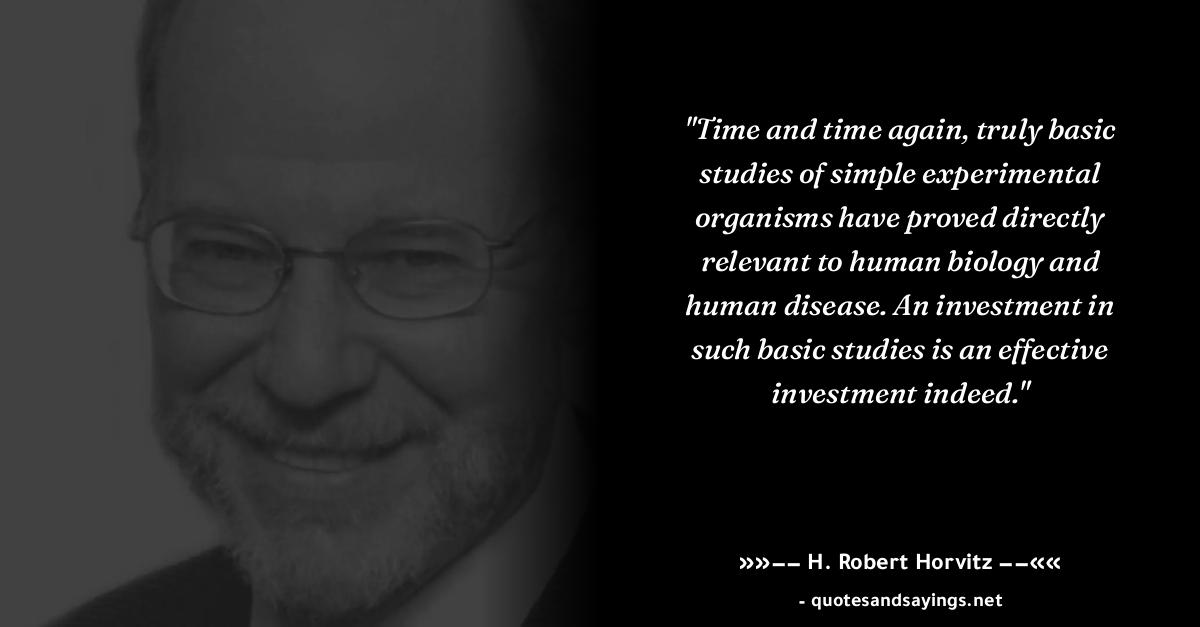 "Time and time again, truly basic
studies of simple experimental
organisms have proved directly
relevant to human biology and
human disease. An investment in
such basic studies is an effective
investment indeed."
»»−− H. Robert Horvitz −−««
- quotesandsayings.net